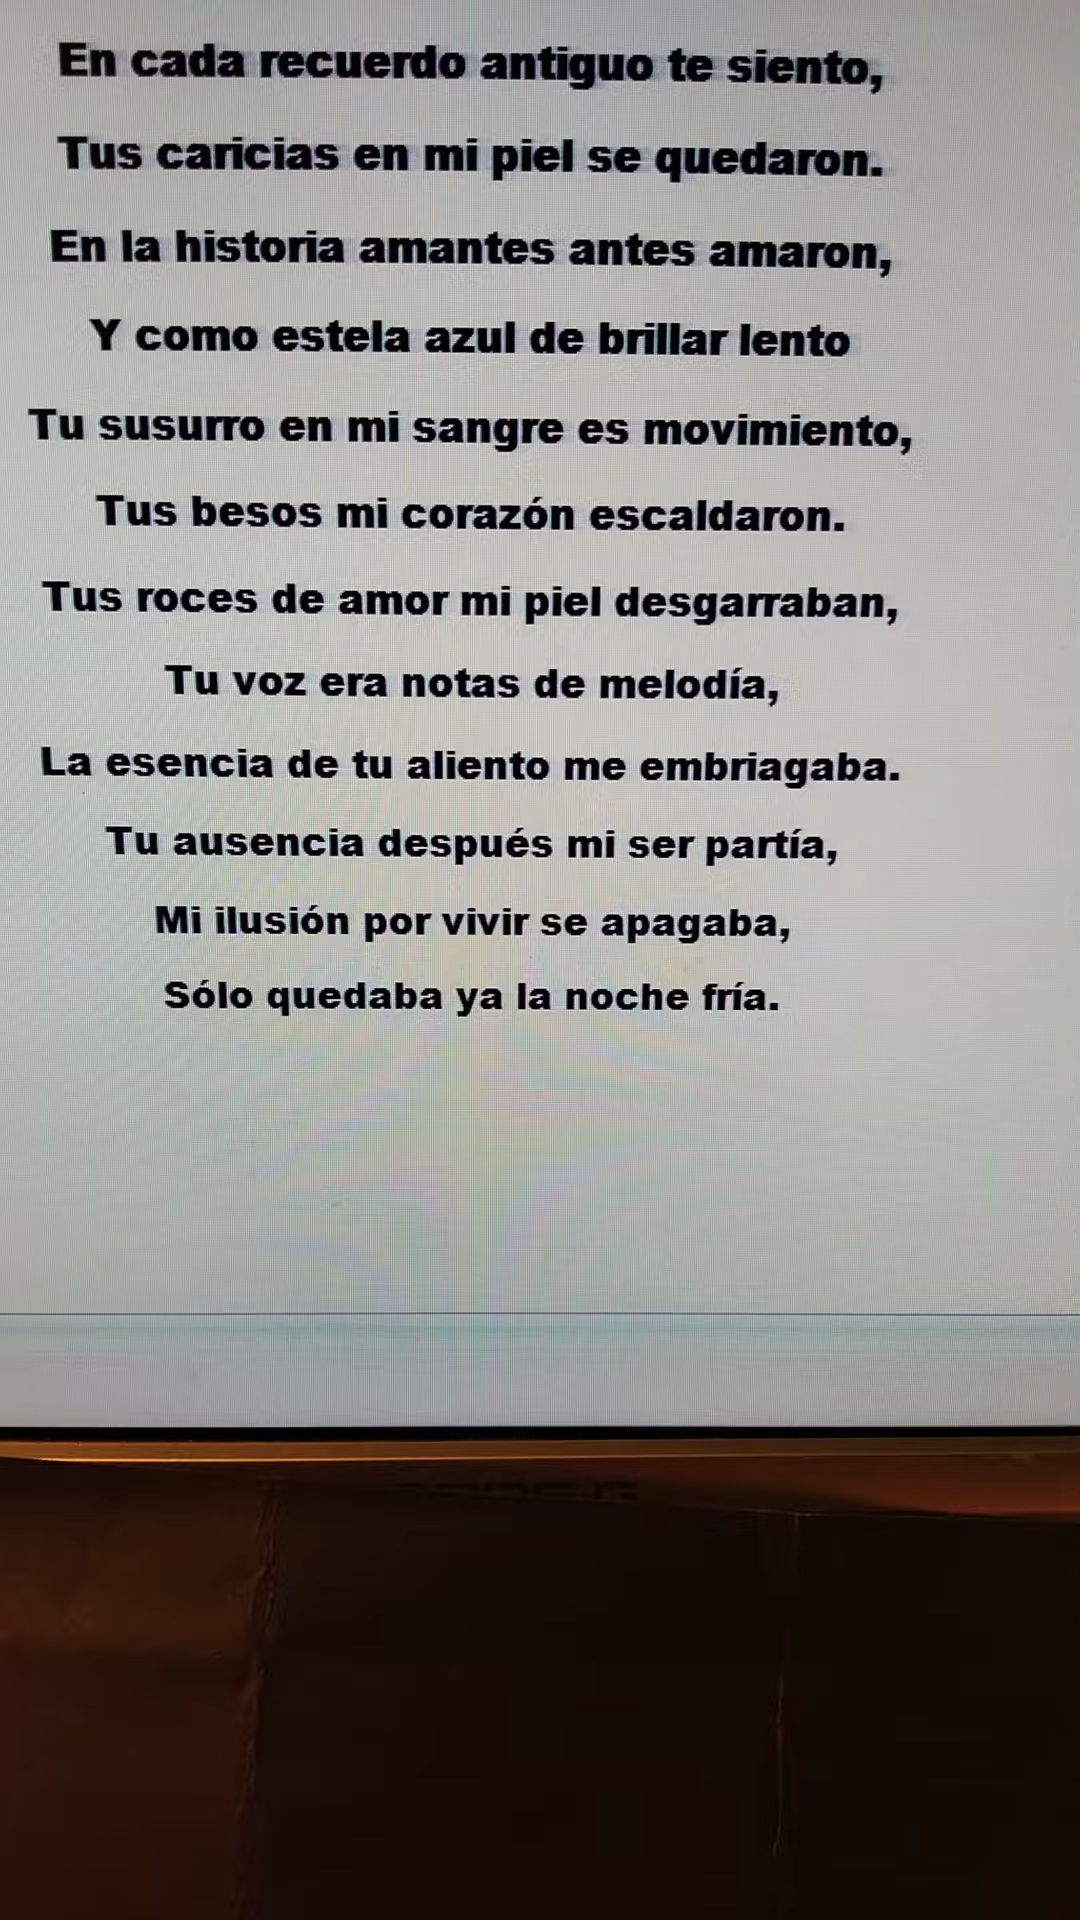 En cada recuerdo antiguo te siento,
Tus caricias en mi piel se quedaron.
En la historia amantes antes amaron,
Y como estela azul de brillar lento
Tu susurro en mi sangre es movimiento,
Tus besos mi corazón escaldaron.
Tus roces de amor mi piel desgarraban,
Tu voz era notas de melodía,
La esencia de tu aliento me embriagaba.
Tu ausencia después mi ser partía,
Mi ilusión por vivir se apagaba,
Sólo quedaba ya la noche fría.